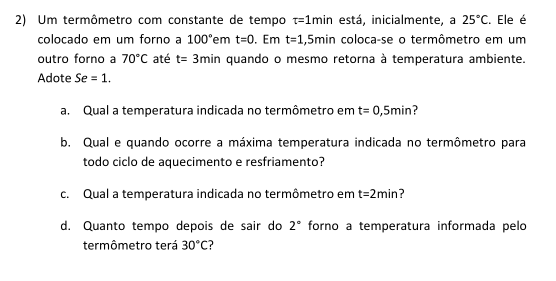 2) Um termômetro com constante de tempo τ=1min está, inicialmente, a 25°C. Ele é
colocado em um forno a 100°em t=0. Em t=1,5min coloca-se o termômetro em um
outro forno a 70°C até t= 3min quando o mesmo retorna à temperatura ambiente.
Adote Se = 1.
a. Qual a temperatura indicada no termômetro em t= 0,5min?
b. Qual e quando ocorre a máxima temperatura indicada no termômetro para
todo ciclo de aquecimento e resfriamento?
c. Qual a temperatura indicada no termômetro em t=2min?
d. Quanto tempo depois de sair do 2° forno a temperatura informada pelo
termômetro terá 30°C?